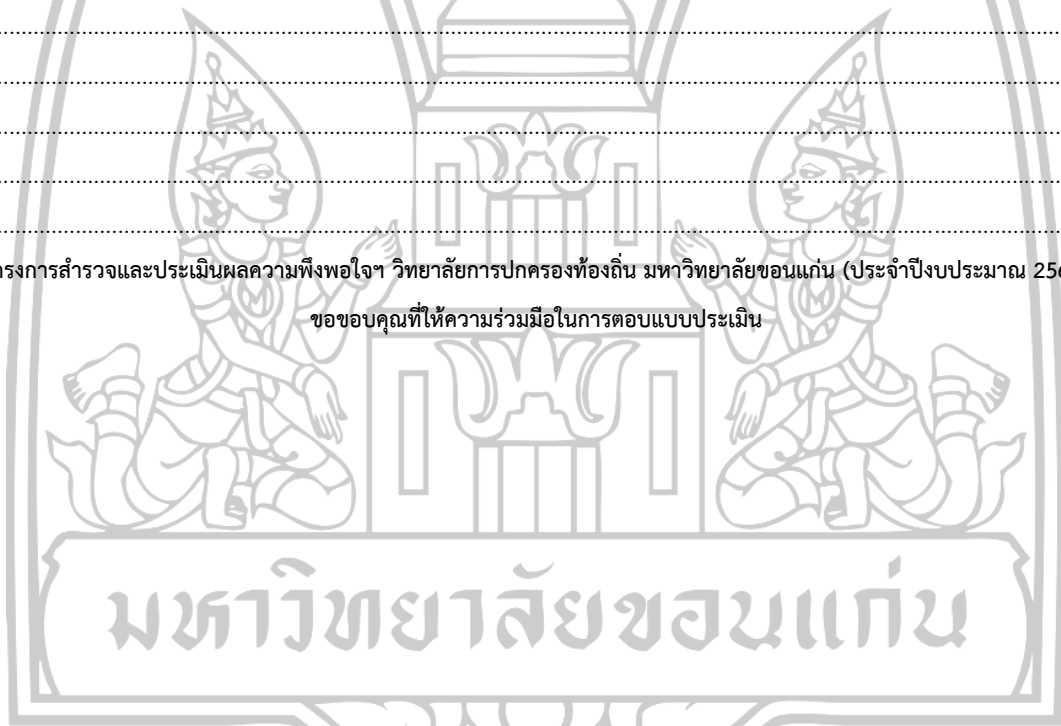 รงการสำรวจและประเมินผลความพึงพอใจฯ วิทยาลัยการปกครองท้องถิ่น มหาวิทยาลัยขอนแก่น (ประจำปีงบประมาณ 256
ขอขอบคุณที่ให้ความร่วมมือในการตอบแบบประเมิน
มหาวิทยาลัยขอนแก่น